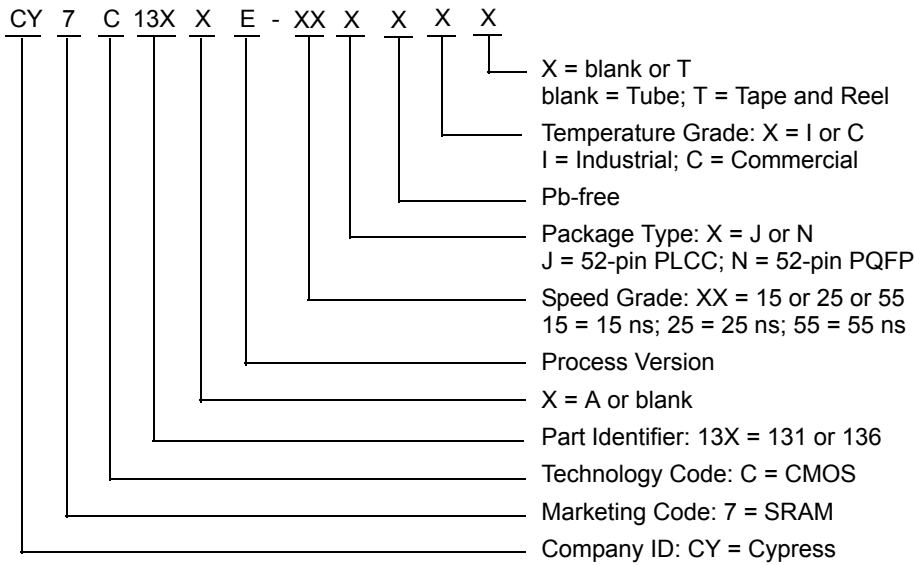 CY 7 C 13X X E - XX X X X X
X = blank or T
blank = Tube; T = Tape and Reel
Temperature Grade: X = I or C
I = Industrial; C = Commercial
Pb-free
Package Type: X = J or N
J = 52-pin PLCC; N = 52-pin PQFP
Speed Grade: XX = 15 or 25 or 55
15 = 15 ns; 25 = 25 ns; 55 = 55 ns
Process Version
X = A or blank
Part Identifier: 13X = 131 or 136
Technology Code: C = CMOS
Marketing Code: 7 = SRAM
Company ID: CY = Cypress